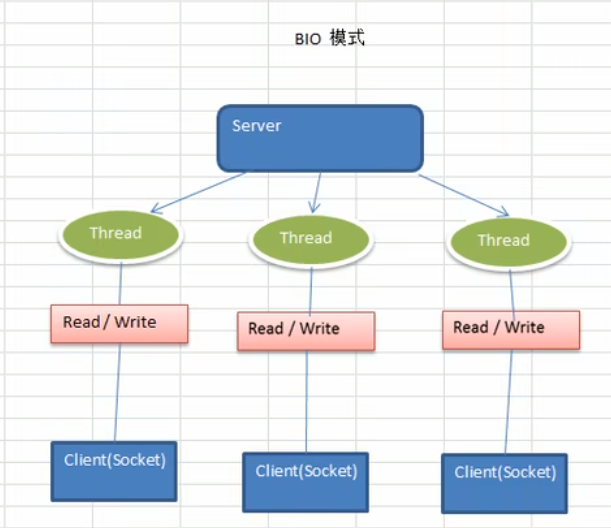 BIO 模式
Server
Thread
Thread
Thread
Read / Write
Read / Write
Read / Write
Client(Socket)
Client(Socket)
Client(Socket)